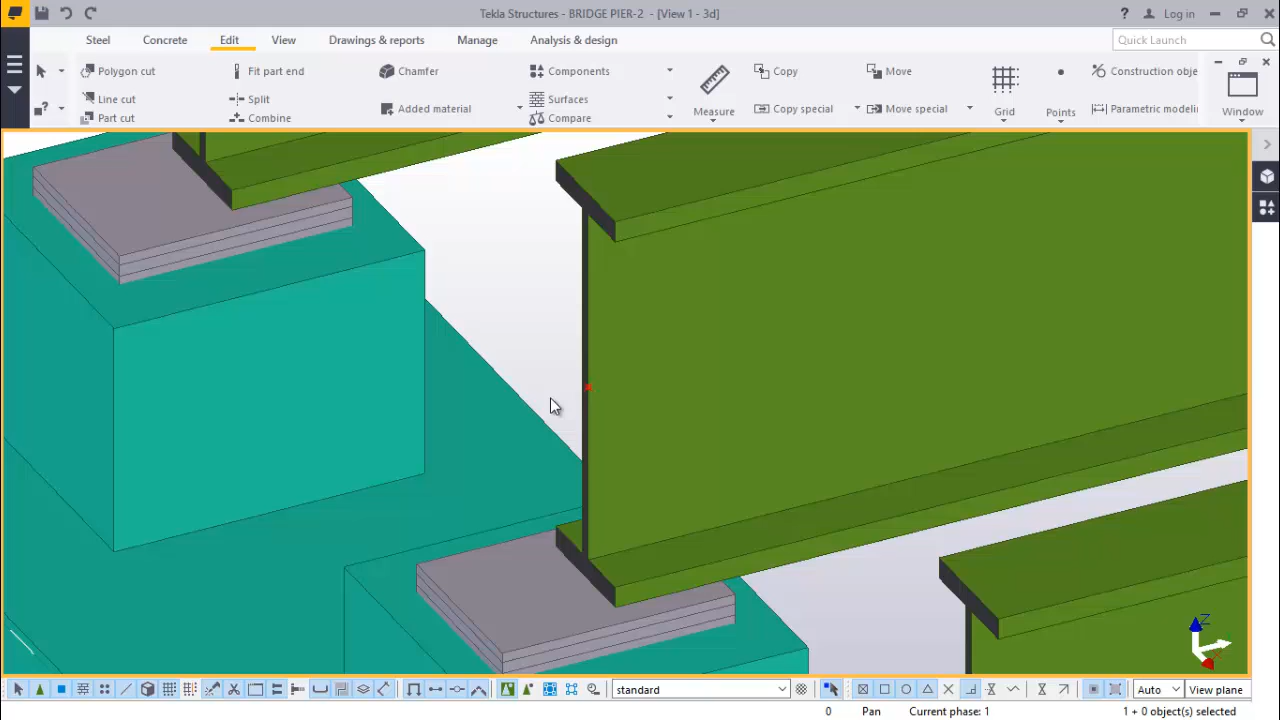 Tekla Structures - BRIDGE PIER-2 - [View 1 - 3d]
? Log in
Steel Concrete Edit View Drawings & reports Manage Analysis & design Quick Launch
Polygon cut Fit part end Chamfer Components Copy Move Construction obje
Line cut Split Surfaces
Added material Measure Copy special Move special Grid Points Parametric modelin Window
Part cut Combine Compare
Z
standard Auto View plane
0 Pan Current phase: 1 1 + 0 object(s) selected